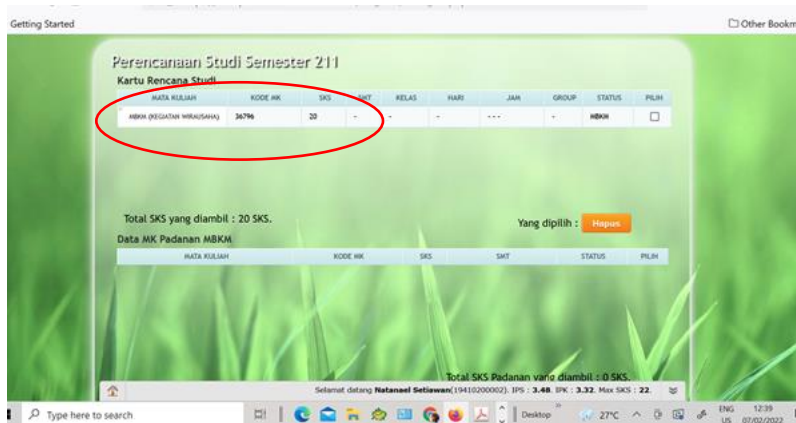 Getting Started Other Bookm
Perencanaan Studi Semester 211
Kartu Rencana Studi
MATA KULIAH KODE MK SKS SMT KELAS HARI JAM GROUP STATUS PILIH
MBKM (KEGIATAN WIRAUSAHA) 36796 20 - - - - - - - MBKM
Total SKS yang diambil : 20 SKS. Yang dipilih : Hapus
Data MK Padanan MBKM
MATA KULIAH KODE MK SKS SMT STATUS PILIH
Total SKS Padanan yang diambil : 0 SKS.
Selamat datang Natanael Setiawan(19410200002). IPS : 3.48. IPK : 3.32. Max SKS : 22.
Type here to search Desktop 27°C ENG 12:39
US 07/02/2022